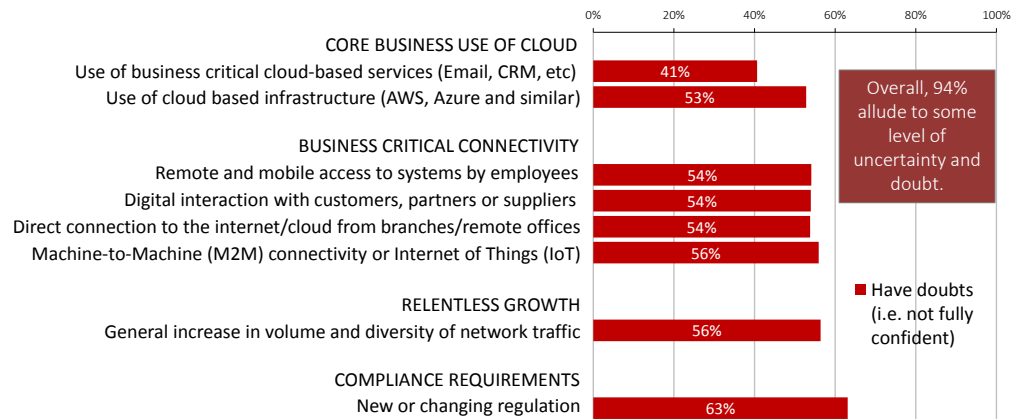 0% 20% 40% 60% 80% 100%
CORE BUSINESS USE OF CLOUD
Use of business critical cloud-based services (Email, CRM, etc) 41%
Use of cloud based infrastructure (AWS, Azure and similar) 53%
Overall, 94%
allude to some
level of
uncertainty and
doubt.
BUSINESS CRITICAL CONNECTIVITY
Remote and mobile access to systems by employees 54%
Digital interaction with customers, partners or suppliers 54%
Direct connection to the internet/cloud from branches/remote offices 54%
Machine-to-Machine (M2M) connectivity or Internet of Things (IoT) 56%
Have doubts
(i.e. not fully
confident)
RELENTLESS GROWTH
General increase in volume and diversity of network traffic 56%
COMPLIANCE REQUIREMENTS
New or changing regulation 63%